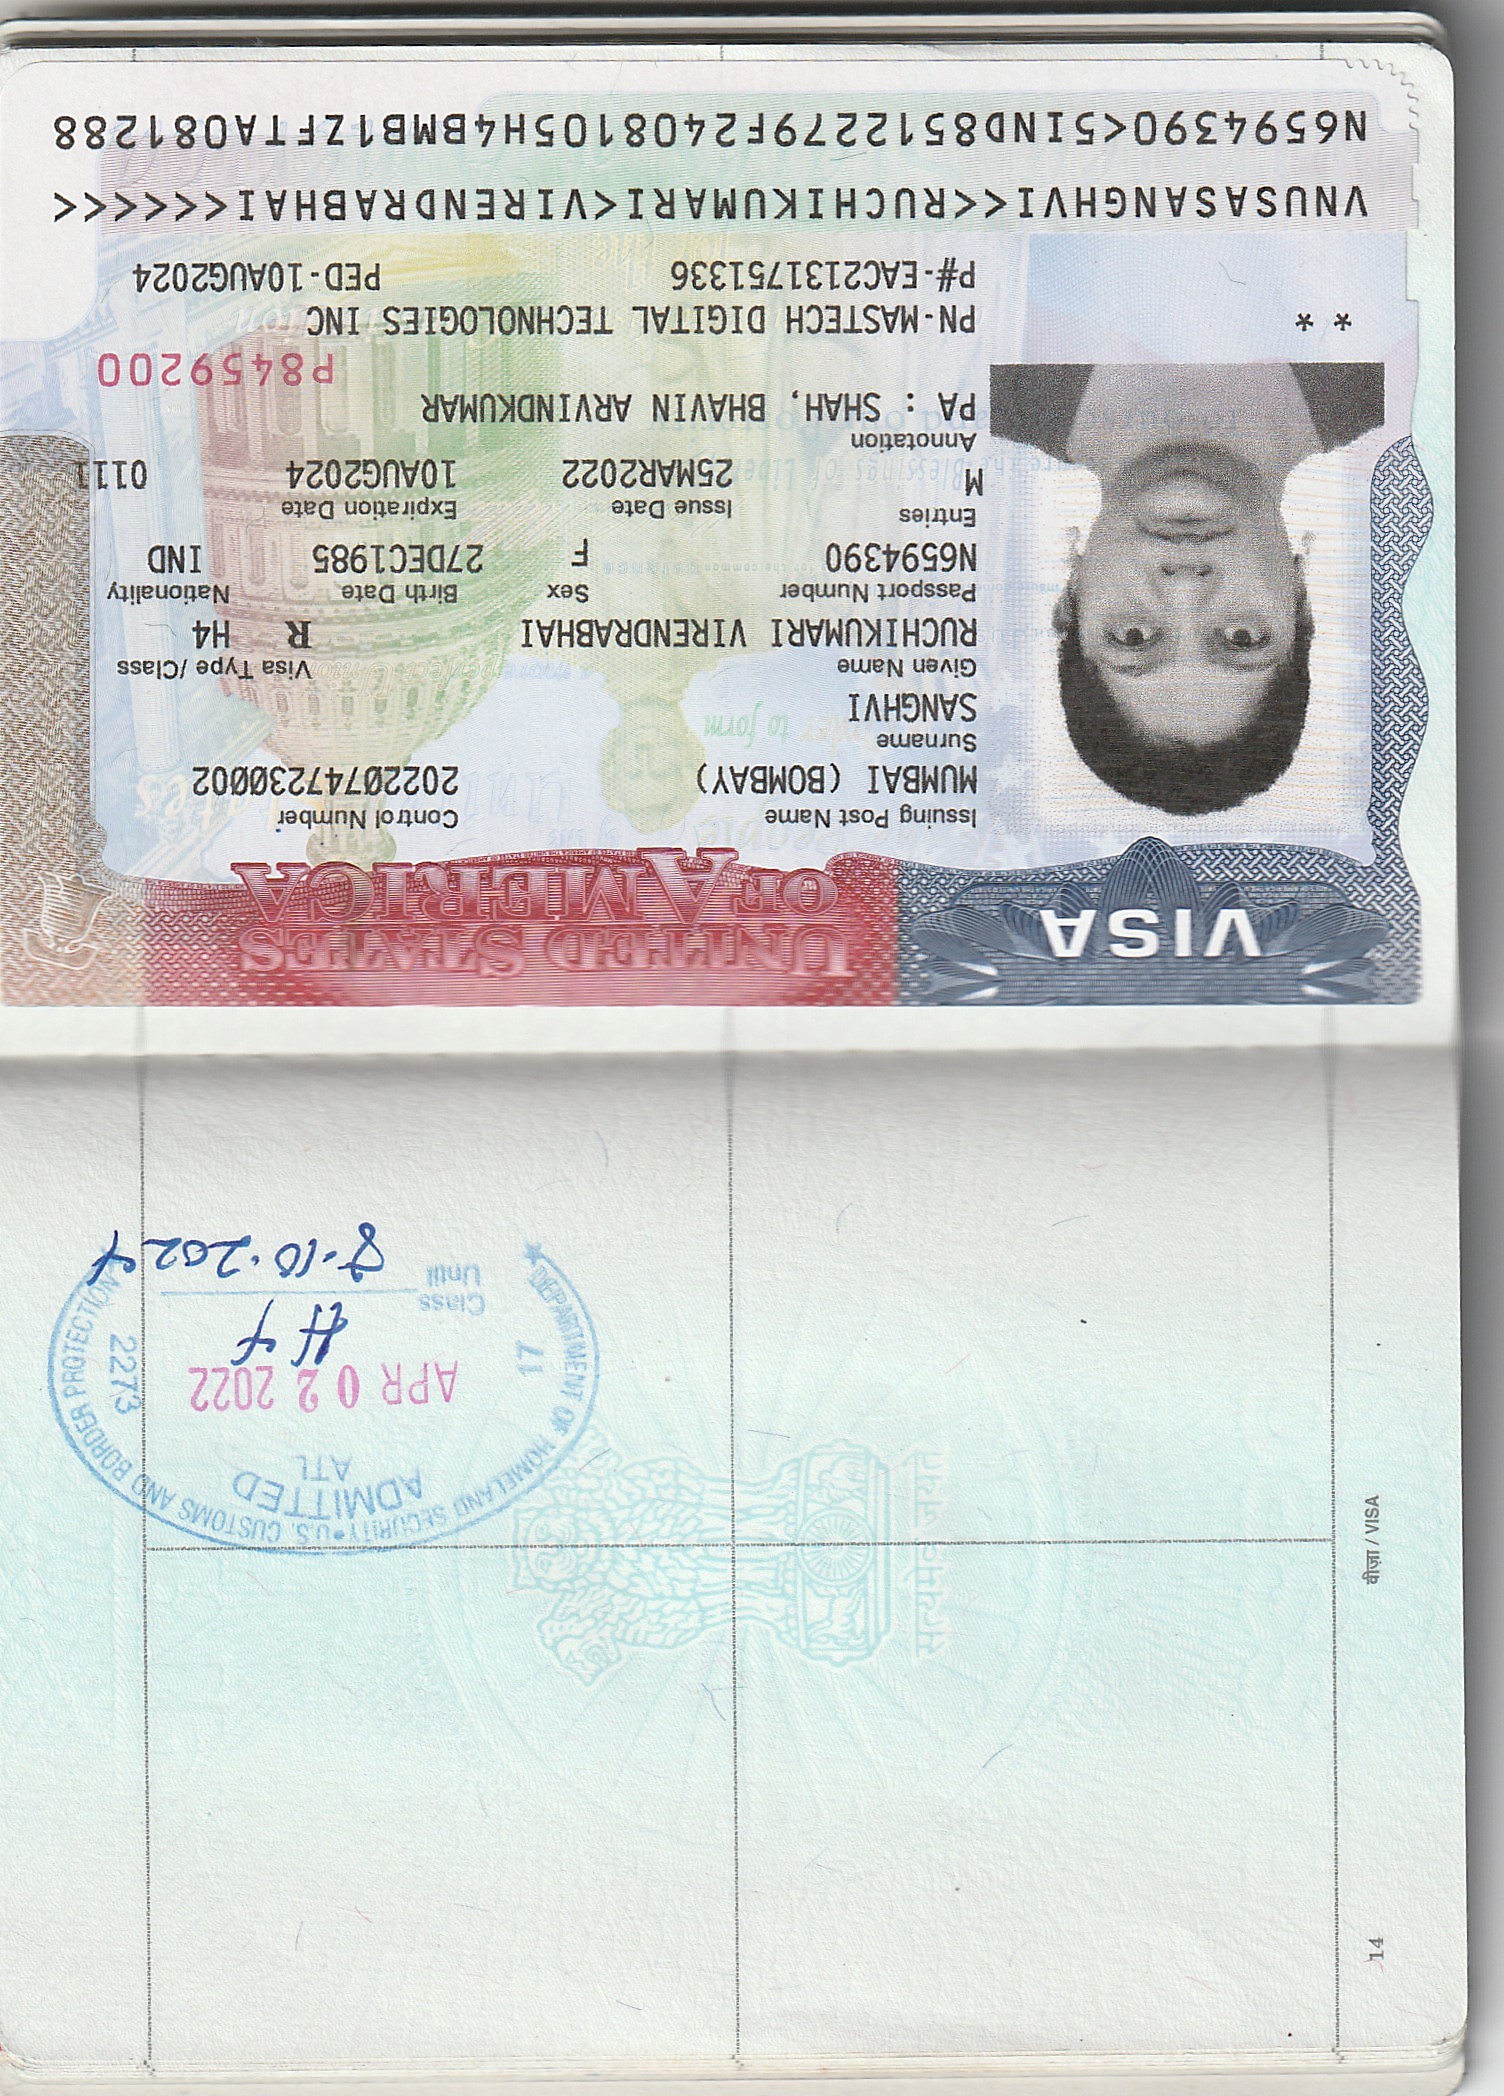 VISA
UNITED STATES
OF AMERICA
Issuing Post Name Control Number
MUMBAI (BOMBAY) 20220747230002
Surname
SANGHVI
Given Name Visa Type /Class
RUCHIKUMARI VIRENDRABHAI R H4
Passport Number Sex Birth Date Nationality
N6594390 F 27DEC1985 IND
Entries Issue Date Expiration Date
M 25MAR2022 10AUG2024 0111
Annotation
PA : SHAH, BHAVIN ARVINDKUMAR
P8459200
PN-MASTECH DIGITAL TECHNOLOGIES INC
P#-EAC2131751336 PED-10AUG2024
* *
VNUSASANGHVI<<RUCHIKUMARI<VIRENDRABHAI<<<<<<
N6594390<5IND8512279F2408105H4BMB1ZFTA081288
DEPARTMENT OF HOMELAND SECURITY • U.S. CUSTOMS AND BORDER PROTECTION
ADMITTED
ATL
17 APR 02 2022 2273
Class H4
Until 8-10-2024
वीज़ा / VISA
14